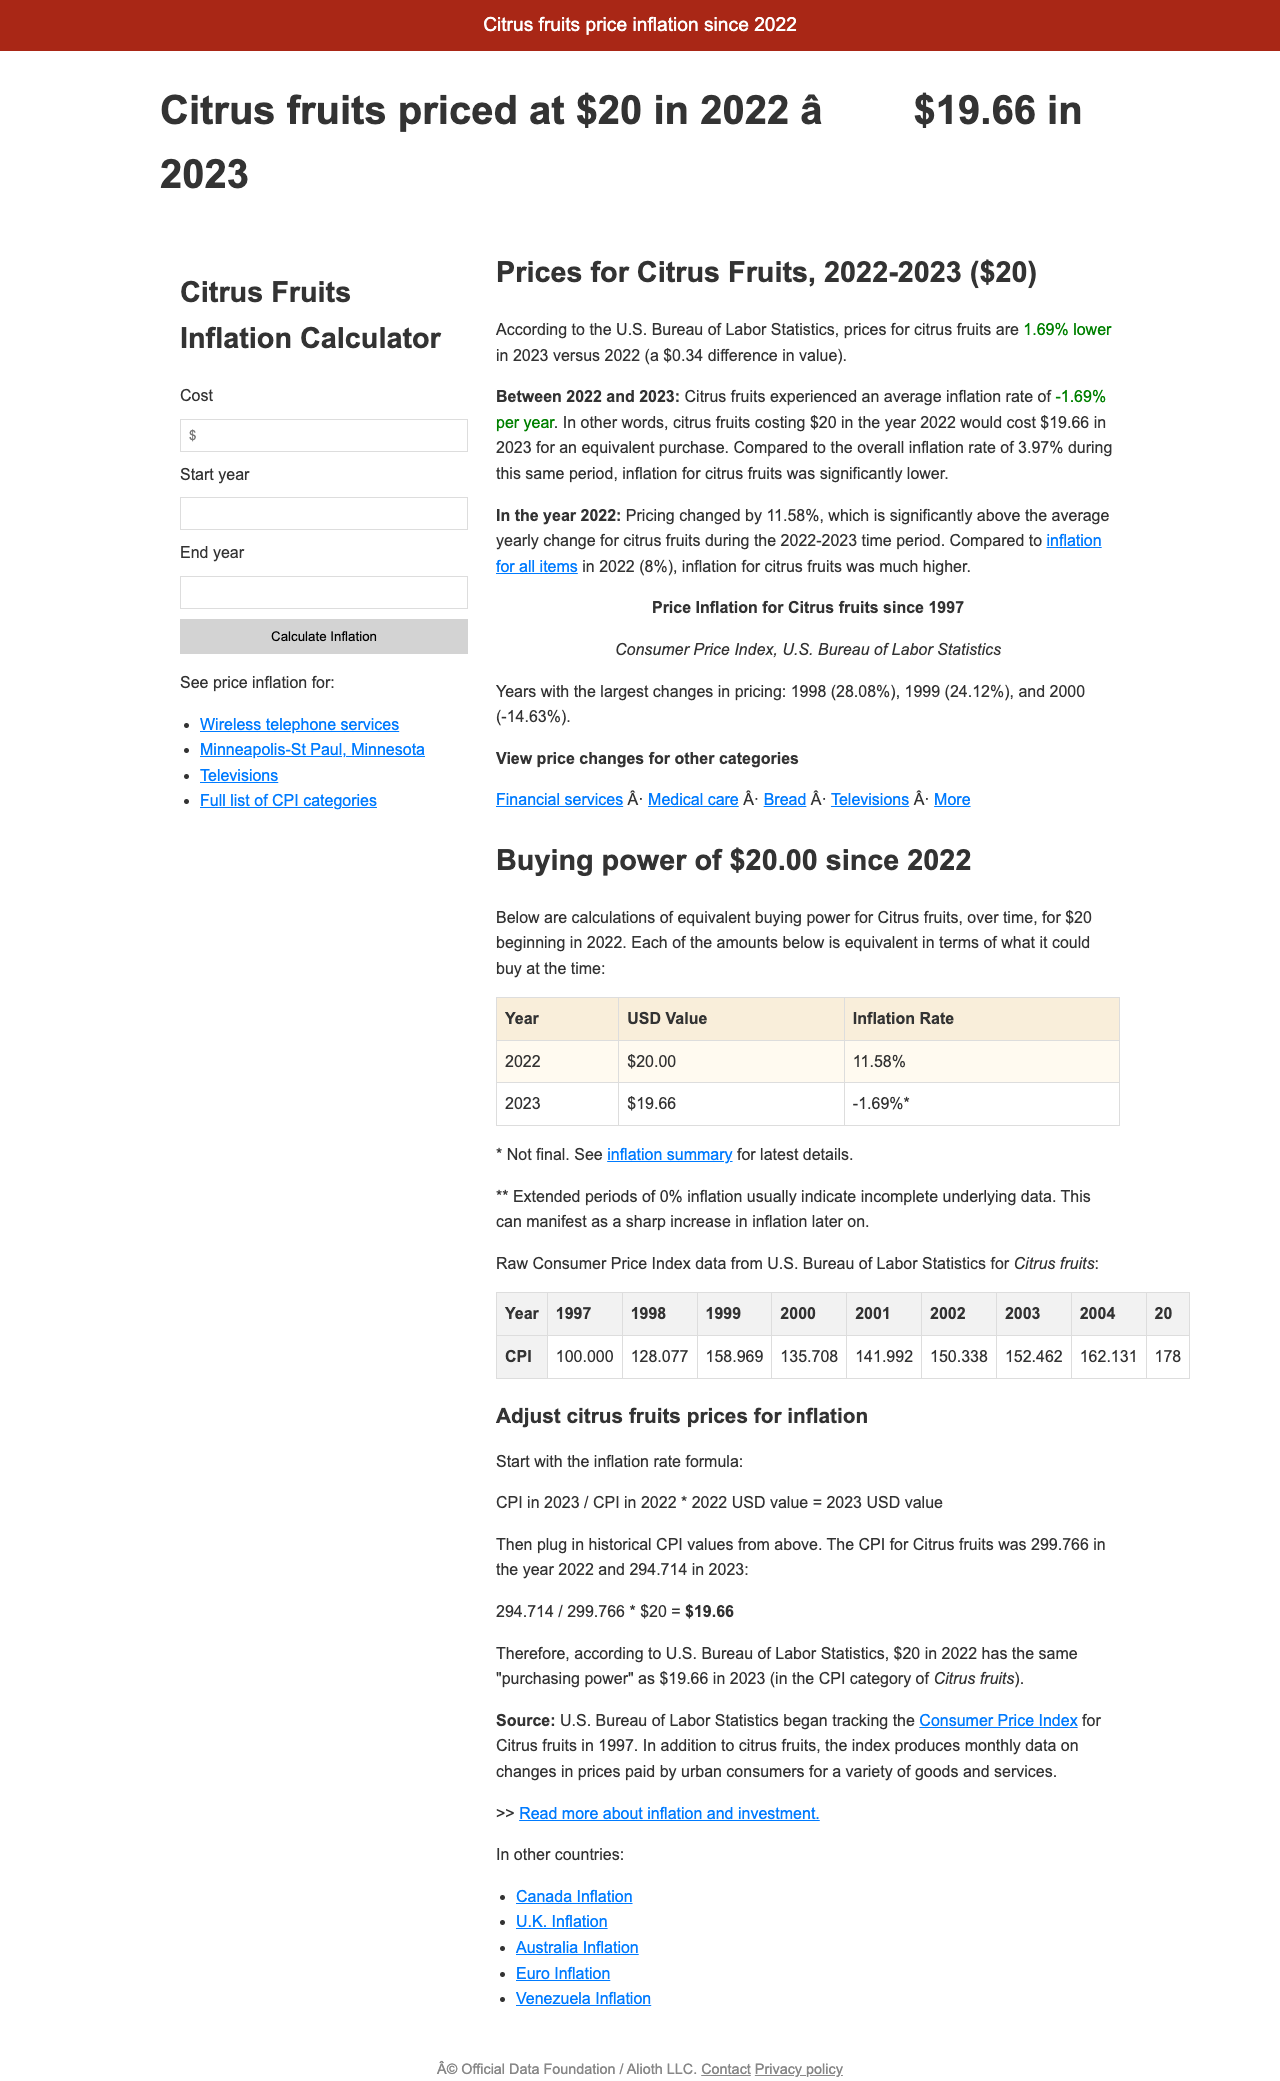 Citrus fruits price inflation since 2022
Citrus fruits priced at $20 in 2022 â $19.66 in
2023
Citrus Fruits
Inflation Calculator
Cost
$
Start year
End year
Calculate Inflation
See price inflation for:
Wireless telephone services
Minneapolis-St Paul, Minnesota
Televisions
Full list of CPI categories
Prices for Citrus Fruits, 2022-2023 ($20)
According to the U.S. Bureau of Labor Statistics, prices for citrus fruits are 1.69% lower
in 2023 versus 2022 (a $0.34 difference in value).
Between 2022 and 2023: Citrus fruits experienced an average inflation rate of -1.69%
per year. In other words, citrus fruits costing $20 in the year 2022 would cost $19.66 in
2023 for an equivalent purchase. Compared to the overall inflation rate of 3.97% during
this same period, inflation for citrus fruits was significantly lower.
In the year 2022: Pricing changed by 11.58%, which is significantly above the average
yearly change for citrus fruits during the 2022-2023 time period. Compared to inflation
for all items in 2022 (8%), inflation for citrus fruits was much higher.
Price Inflation for Citrus fruits since 1997
Consumer Price Index, U.S. Bureau of Labor Statistics
Years with the largest changes in pricing: 1998 (28.08%), 1999 (24.12%), and 2000
(-14.63%).
View price changes for other categories
Financial services Â· Medical care Â· Bread Â· Televisions Â· More
Buying power of $20.00 since 2022
Below are calculations of equivalent buying power for Citrus fruits, over time, for $20
beginning in 2022. Each of the amounts below is equivalent in terms of what it could
buy at the time:
Year USD Value Inflation Rate
2022 $20.00 11.58%
2023 $19.66 -1.69%*
* Not final. See inflation summary for latest details.
** Extended periods of 0% inflation usually indicate incomplete underlying data. This
can manifest as a sharp increase in inflation later on.
Raw Consumer Price Index data from U.S. Bureau of Labor Statistics for Citrus fruits:
Year 1997 1998 1999 2000 2001 2002 2003 2004 20
CPI 100.000 128.077 158.969 135.708 141.992 150.338 152.462 162.131 178
Adjust citrus fruits prices for inflation
Start with the inflation rate formula:
CPI in 2023 / CPI in 2022 * 2022 USD value = 2023 USD value
Then plug in historical CPI values from above. The CPI for Citrus fruits was 299.766 in
the year 2022 and 294.714 in 2023:
294.714 / 299.766 * $20 = $19.66
Therefore, according to U.S. Bureau of Labor Statistics, $20 in 2022 has the same
"purchasing power" as $19.66 in 2023 (in the CPI category of Citrus fruits).
Source: U.S. Bureau of Labor Statistics began tracking the Consumer Price Index for
Citrus fruits in 1997. In addition to citrus fruits, the index produces monthly data on
changes in prices paid by urban consumers for a variety of goods and services.
>> Read more about inflation and investment.
In other countries:
Canada Inflation
U.K. Inflation
Australia Inflation
Euro Inflation
Venezuela Inflation
Â© Official Data Foundation / Alioth LLC. Contact Privacy policy